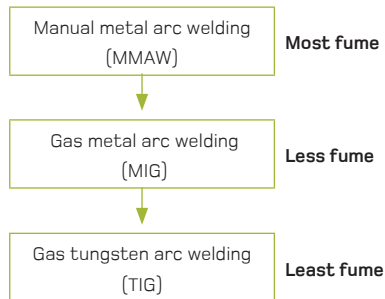 Manual metal arc welding
(MMAW)
Most fume
Gas metal arc welding
(MIG)
Less fume
Gas tungsten arc welding
(TIG)
Least fume